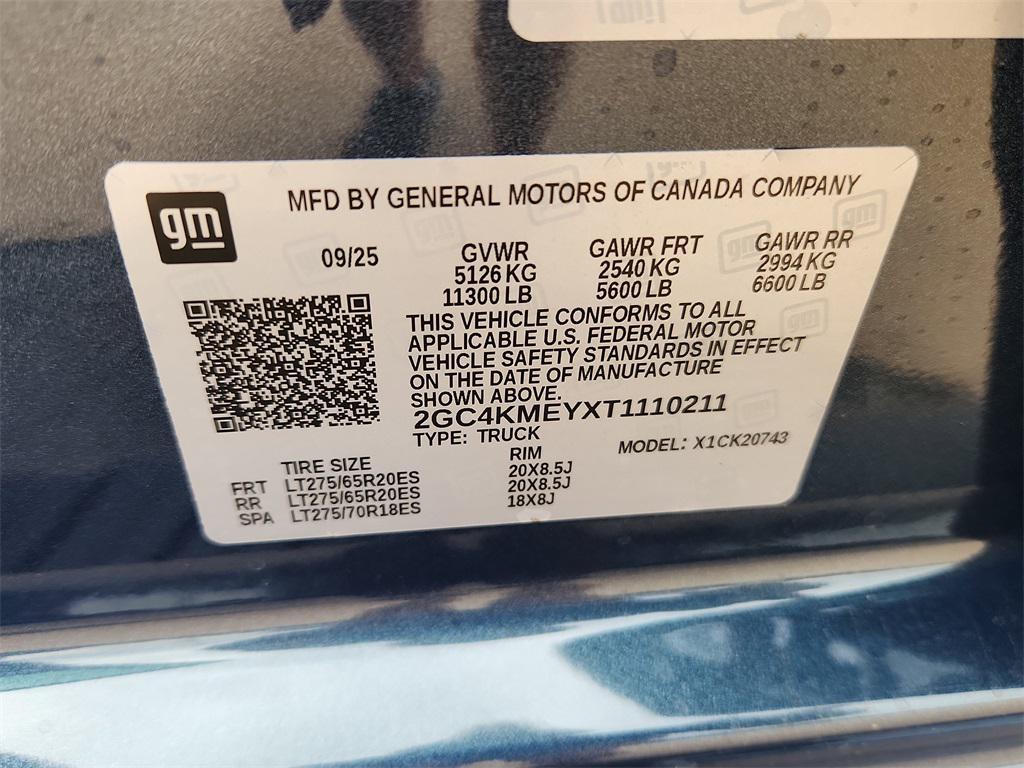 gm
MFD BY GENERAL MOTORS OF CANADA COMPANY
09/25 GVWR GAWR FRT GAWR RR
5126 KG 2540 KG 2994 KG
11300 LB 5600 LB 6600 LB
THIS VEHICLE CONFORMS TO ALL
APPLICABLE U.S. FEDERAL MOTOR
VEHICLE SAFETY STANDARDS IN EFFECT
ON THE DATE OF MANUFACTURE
SHOWN ABOVE.
2GC4KMEYXT1110211
TYPE: TRUCK MODEL: X1CK20743
TIRE SIZE RIM
FRT LT275/65R20ES 20X8.5J
RR LT275/65R20ES 20X8.5J
SPA LT275/70R18ES 18X8J